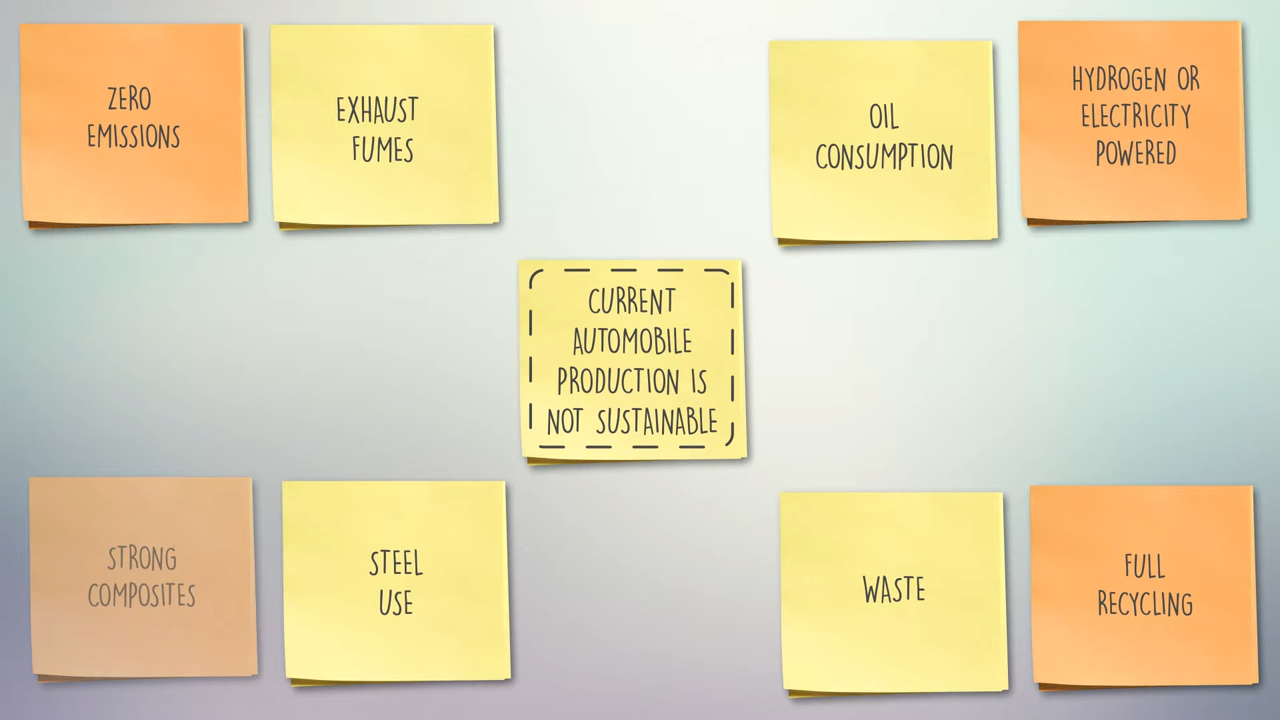 ZERO
EMISSIONS
EXHAUST
FUMES
OIL
CONSUMPTION
HYDROGEN OR
ELECTRICITY
POWERED
CURRENT
AUTOMOBILE
PRODUCTION IS
NOT SUSTAINABLE
STRONG
COMPOSITES
STEEL
USE
WASTE
FULL
RECYCLING